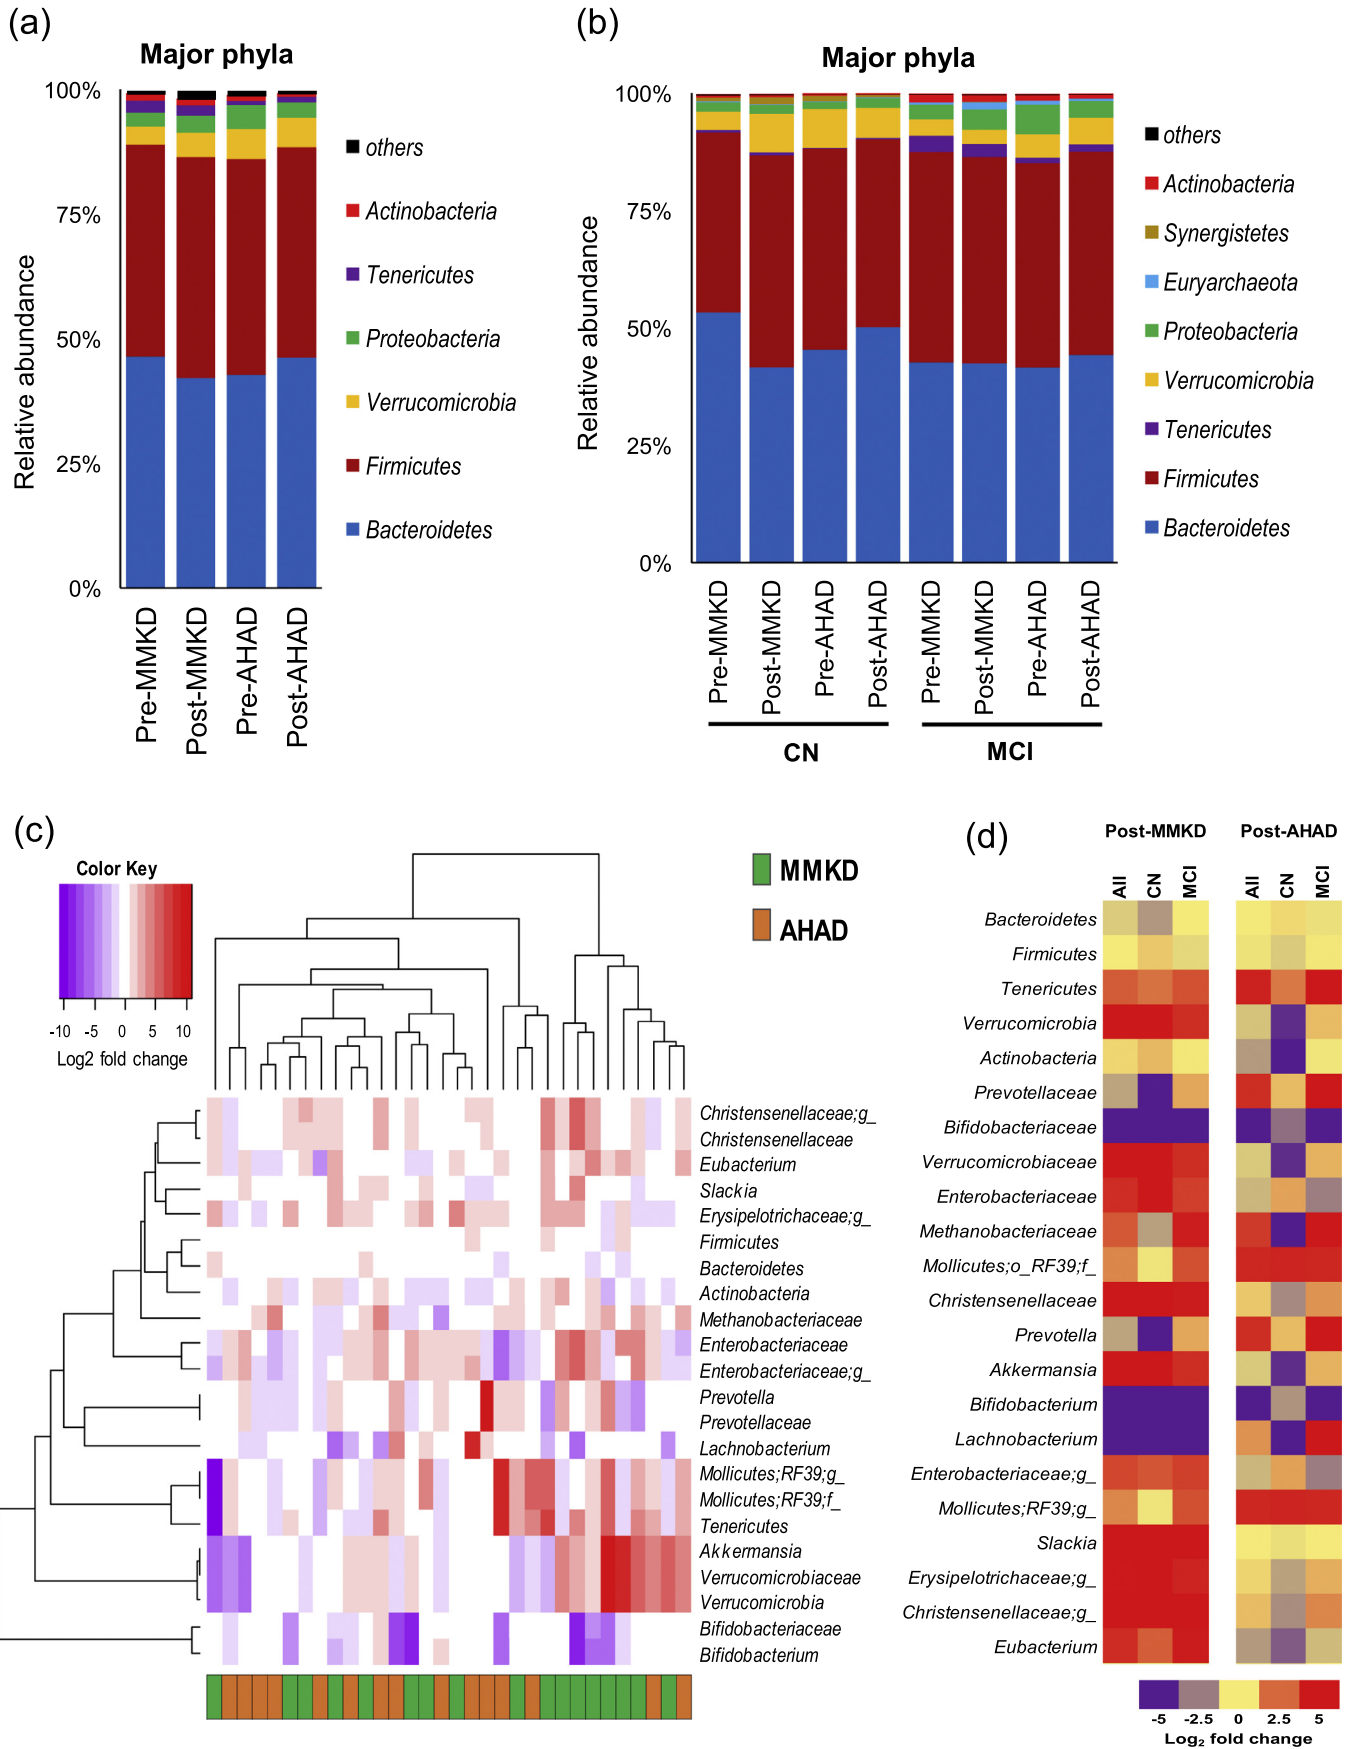 (a)
Major phyla
100%
75%
50%
25%
0%
Relative abundance
others
Actinobacteria
Tenericutes
Proteobacteria
Verrucomicrobia
Firmicutes
Bacteroidetes
Pre-MMKD
Post-MMKD
Pre-AHAD
Post-AHAD
(b)
Major phyla
100%
75%
50%
25%
0%
Relative abundance
others
Actinobacteria
Synergistetes
Euryarchaeota
Proteobacteria
Verrucomicrobia
Tenericutes
Firmicutes
Bacteroidetes
Pre-MMKD
Post-MMKD
Pre-AHAD
Post-AHAD
Pre-MMKD
Post-MMKD
Pre-AHAD
Post-AHAD
CN
MCI
(c)
Color Key
-10 -5 0 5 10
Log2 fold change
MMKD
AHAD
Christensenellaceae;g_
Christensenellaceae
Eubacterium
Slackia
Erysipelotrichaceae;g_
Firmicutes
Bacteroidetes
Actinobacteria
Methanobacteriaceae
Enterobacteriaceae
Enterobacteriaceae;g_
Prevotella
Prevotellaceae
Lachnobacterium
Mollicutes;RF39;g_
Mollicutes;RF39;f_
Tenericutes
Akkermansia
Verrucomicrobiaceae
Verrucomicrobia
Bifidobacteriaceae
Bifidobacterium
(d)
Post-MMKD Post-AHAD
All CN MCI All CN MCI
Bacteroidetes
Firmicutes
Tenericutes
Verrucomicrobia
Actinobacteria
Prevotellaceae
Bifidobacteriaceae
Verrucomicrobiaceae
Enterobacteriaceae
Methanobacteriaceae
Mollicutes;o_RF39;f_
Christensenellaceae
Prevotella
Akkermansia
Bifidobacterium
Lachnobacterium
Enterobacteriaceae;g_
Mollicutes;RF39;g_
Slackia
Erysipelotrichaceae;g_
Christensenellaceae;g_
Eubacterium
-5 -2.5 0 2.5 5
Log₂ fold change